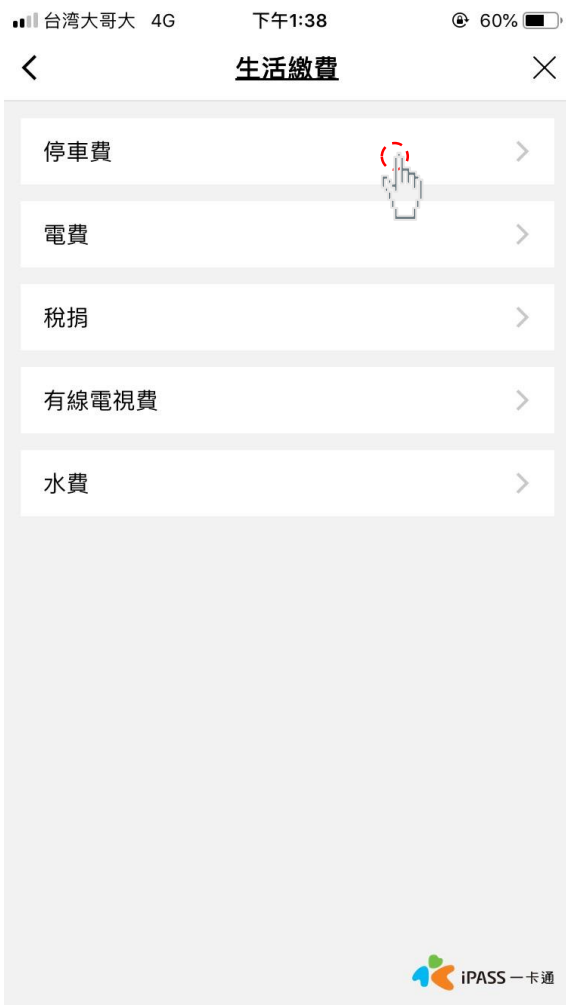 台湾大哥大 4G 下午1:38 60%
生活繳費
停車費
電費
稅捐
有線電視費
水費
iPASS 一卡通